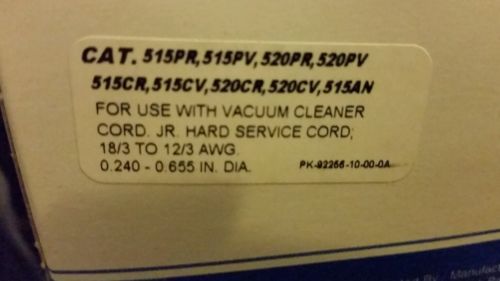 CAT. 515PR,515PV,520PR,520PV
515CR,515CV,520CR,520CV,515AN
FOR USE WITH VACUUM CLEANER
CORD. JR. HARD SERVICE CORD;
18/3 TO 12/3 AWG.
0.240 - 0.655 IN. DIA. PK-92266-10-00-0A
By